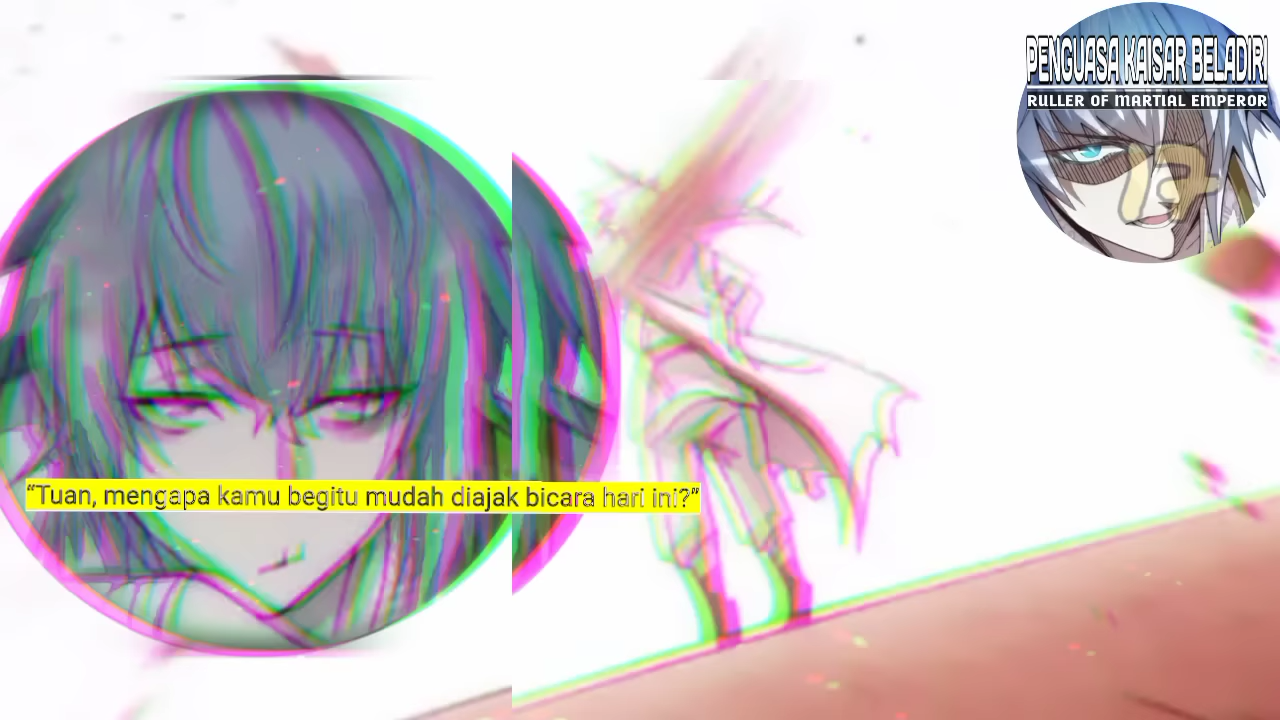 PENGUASA KAISAR BELADIRI
RULLER OF MARTIAL EMPEROR
“Tuan, mengapa kamu begitu mudah diajak bicara hari ini?”